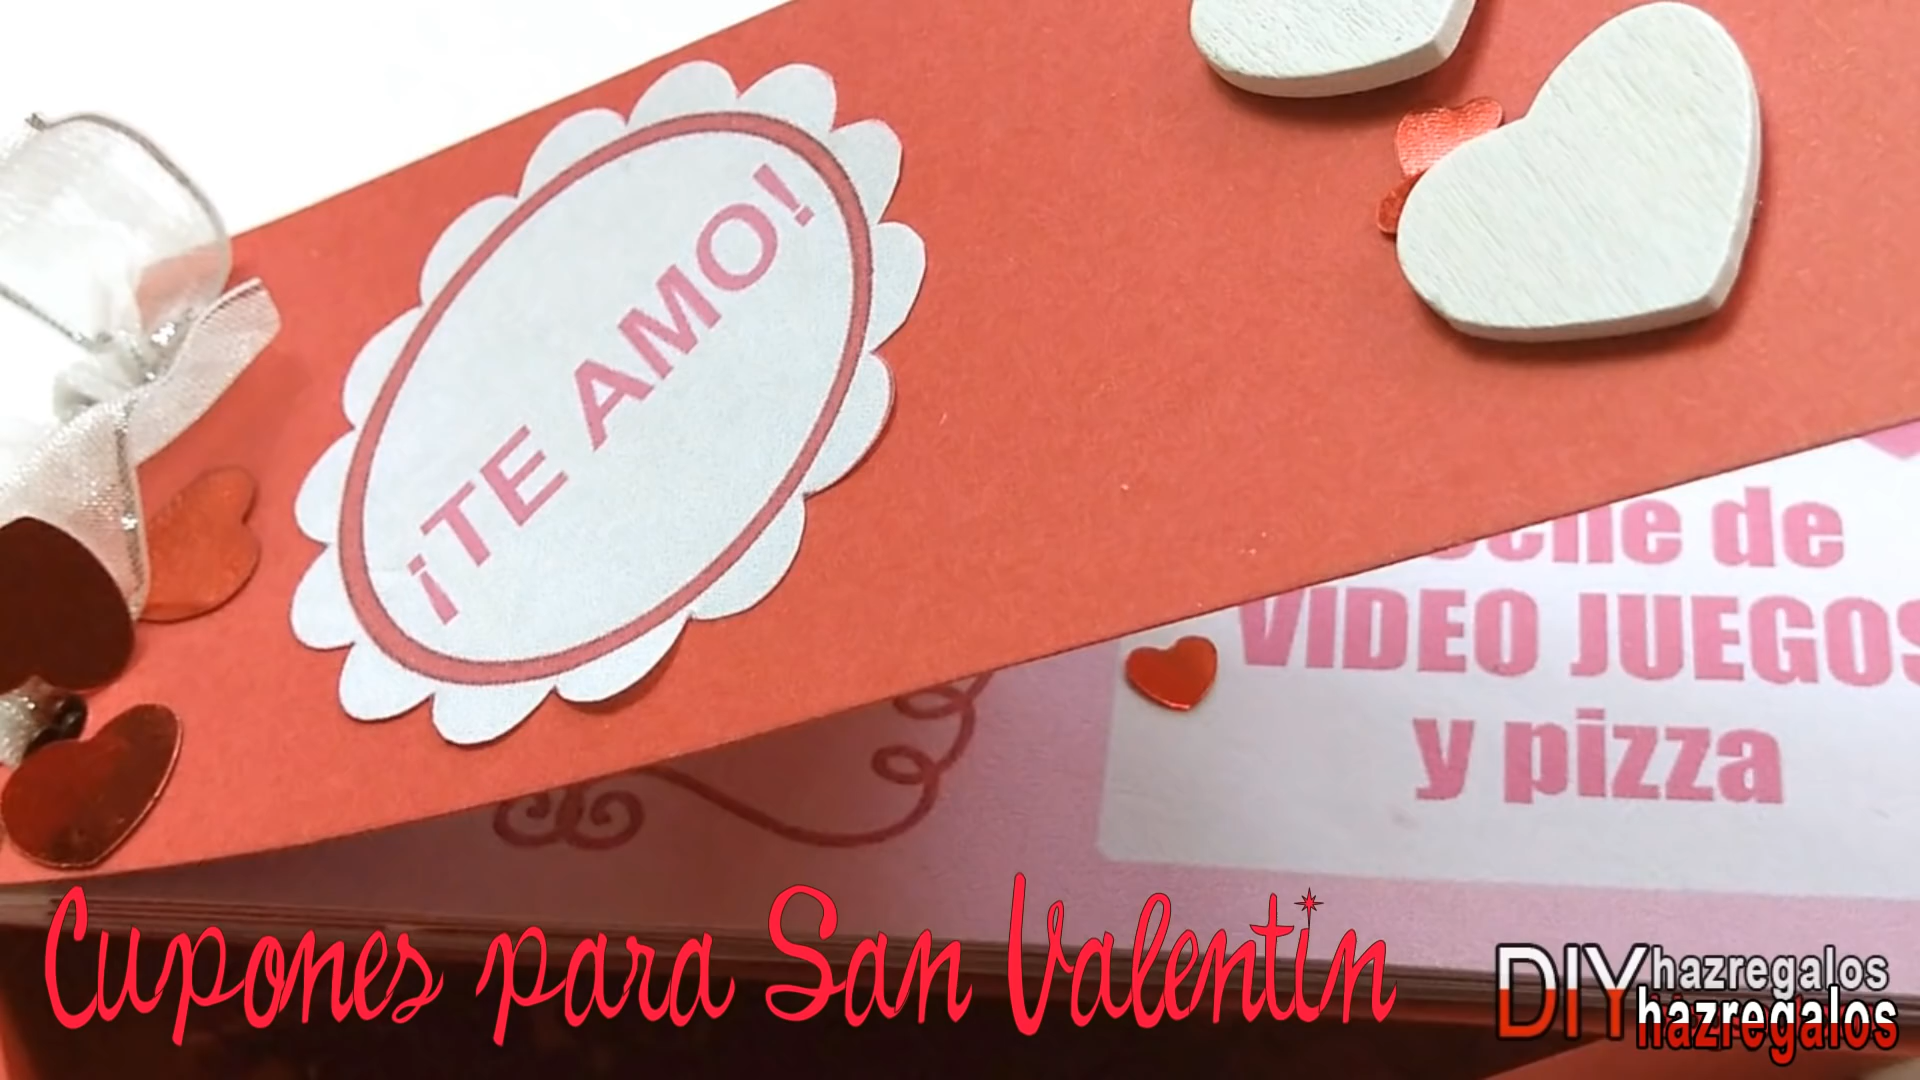 ¡TE AMO!
de
VIDEO JUEGOS
y pizza
Cupones para San Valentin
DIY hazregalos
hazregalos